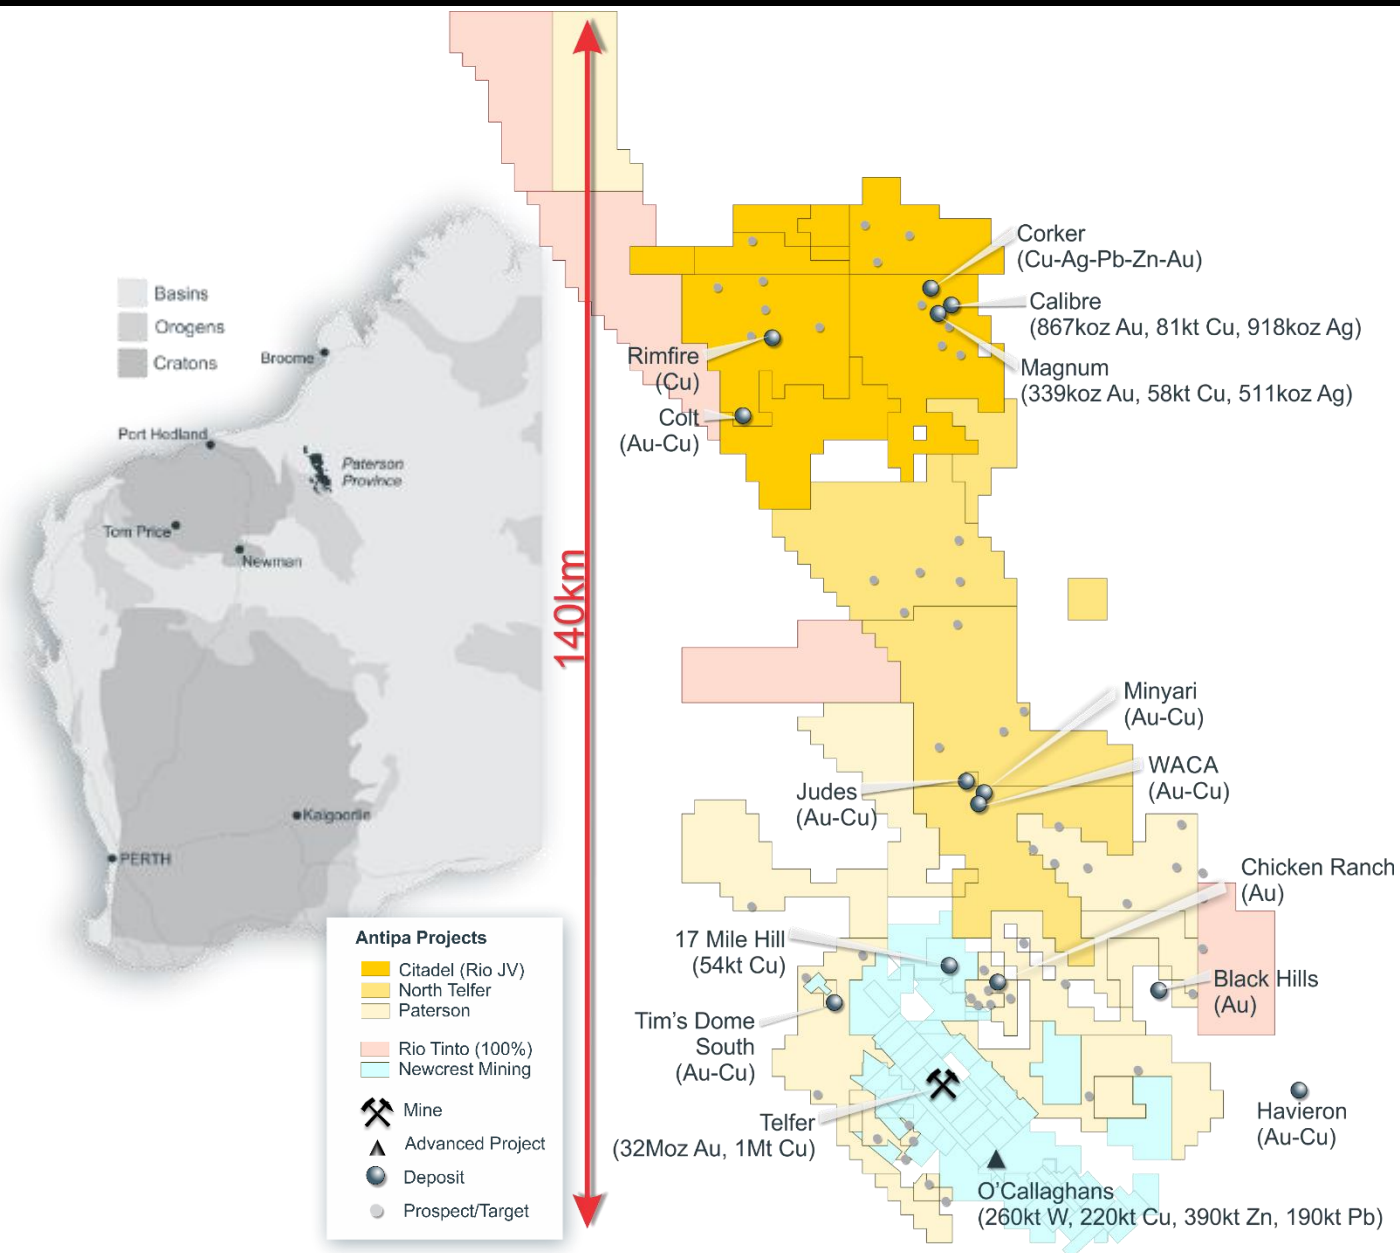 Basins
Orogens
Cratons
Broome
Port Hedland
Paterson
Province
Tom Price
Newman
Kalgoorlie
PERTH
140km
Corker
(Cu-Ag-Pb-Zn-Au)
Calibre
(867koz Au, 81kt Cu, 918koz Ag)
Magnum
(339koz Au, 58kt Cu, 511koz Ag)
Rimfire
(Cu)
Colt
(Au-Cu)
Minyari
(Au-Cu)
WACA
(Au-Cu)
Judes
(Au-Cu)
Chicken Ranch
(Au)
17 Mile Hill
(54kt Cu)
Black Hills
(Au)
Tim's Dome
South
(Au-Cu)
Telfer
(32Moz Au, 1Mt Cu)
Havieron
(Au-Cu)
O'Callaghans
(260kt W, 220kt Cu, 390kt Zn, 190kt Pb)
Antipa Projects
Citadel (Rio JV)
North Telfer
Paterson
Rio Tinto (100%)
Newcrest Mining
Mine
Advanced Project
Deposit
Prospect/Target